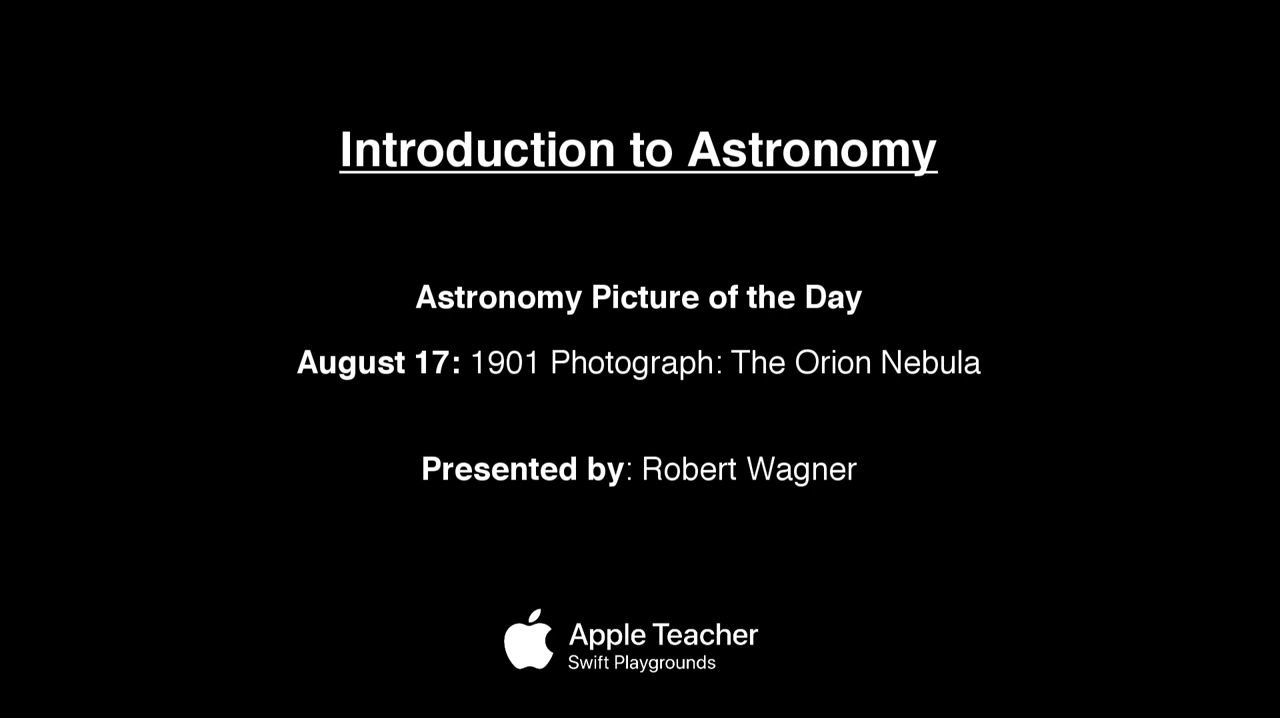 Introduction to Astronomy
Astronomy Picture of the Day
August 17: 1901 Photograph: The Orion Nebula
Presented by: Robert Wagner
Apple Teacher
Swift Playgrounds